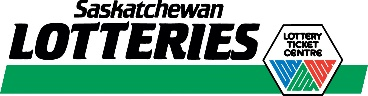 Saskatchewan
LOTTERIES
LOTTERY
TICKET
CENTRE